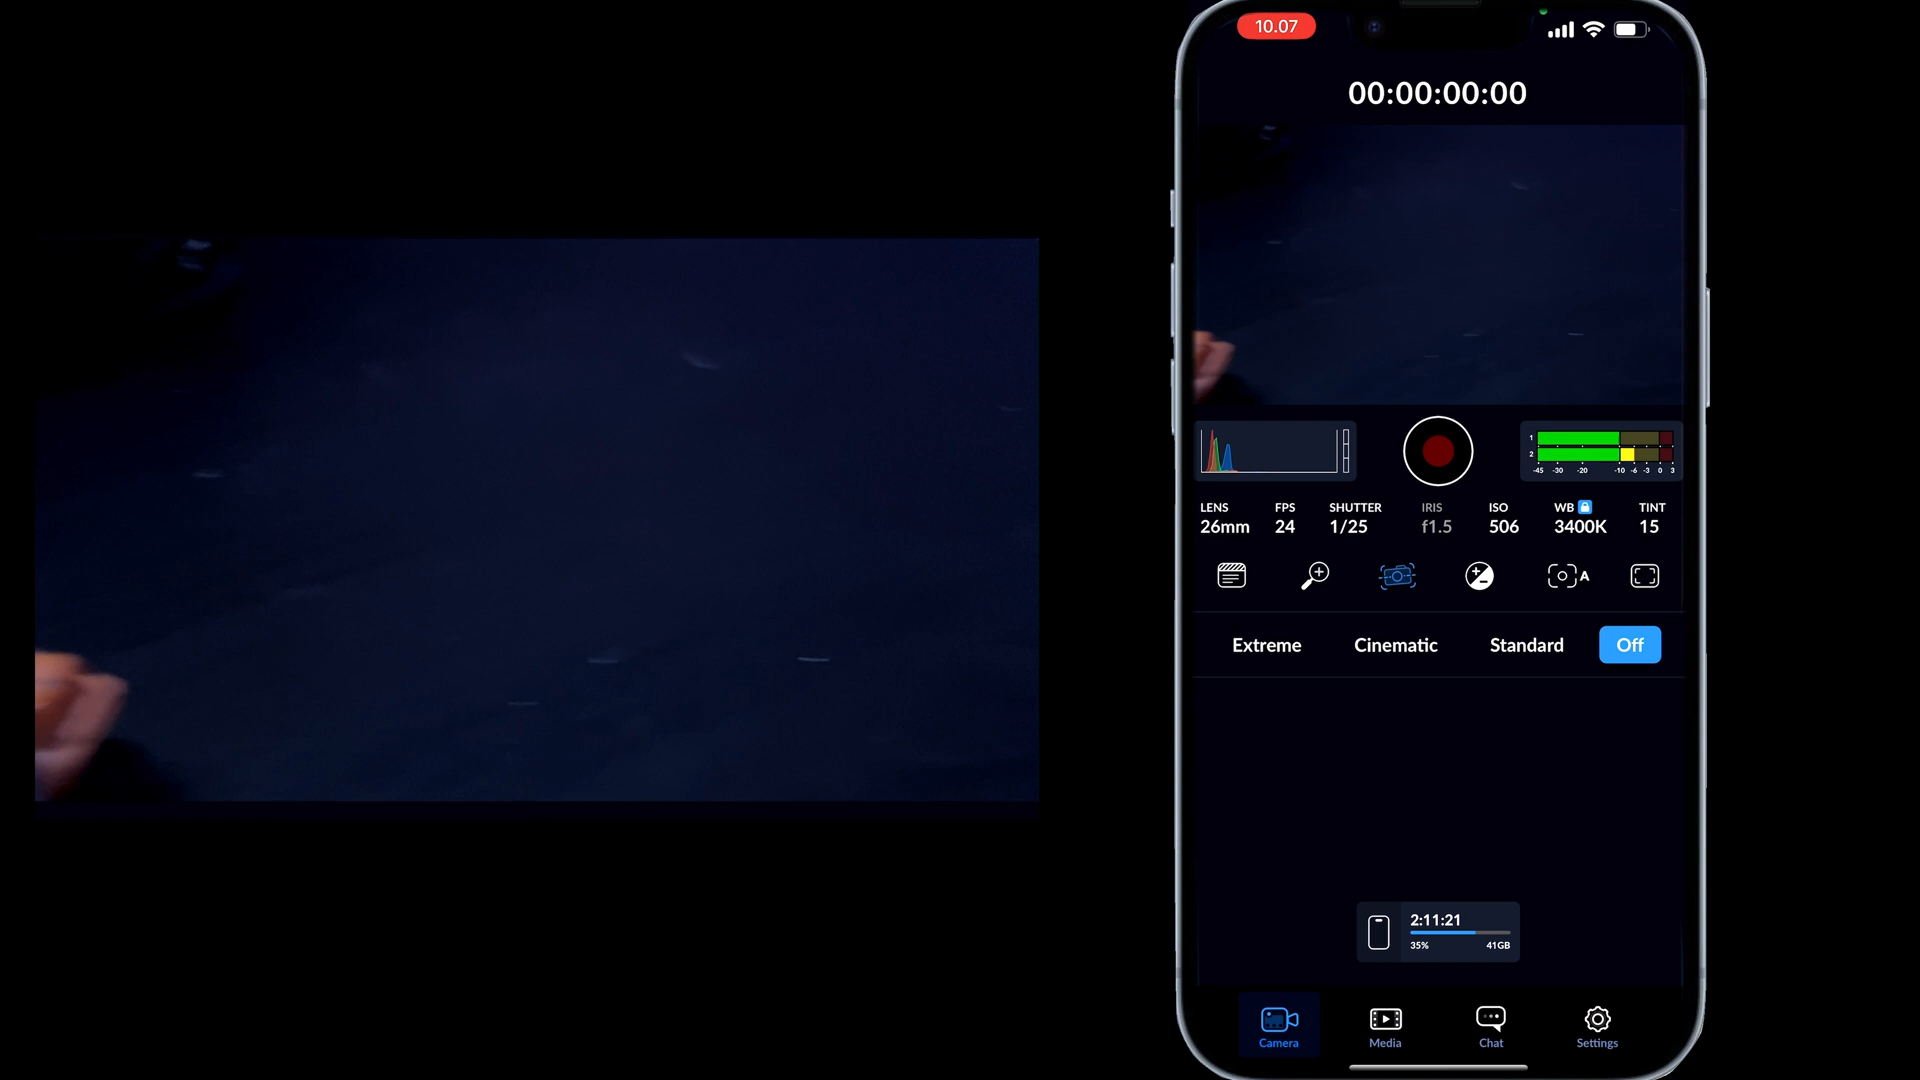 10.07
00:00:00:00
1
2
-45 -30 -20 -10 -6 -3 0 3
LENS FPS SHUTTER IRIS ISO WB TINT
26mm 24 1/25 f1.5 506 3400K 15
A
Extreme Cinematic Standard Off
2:11:21
35% 41GB
Camera Media Chat Settings